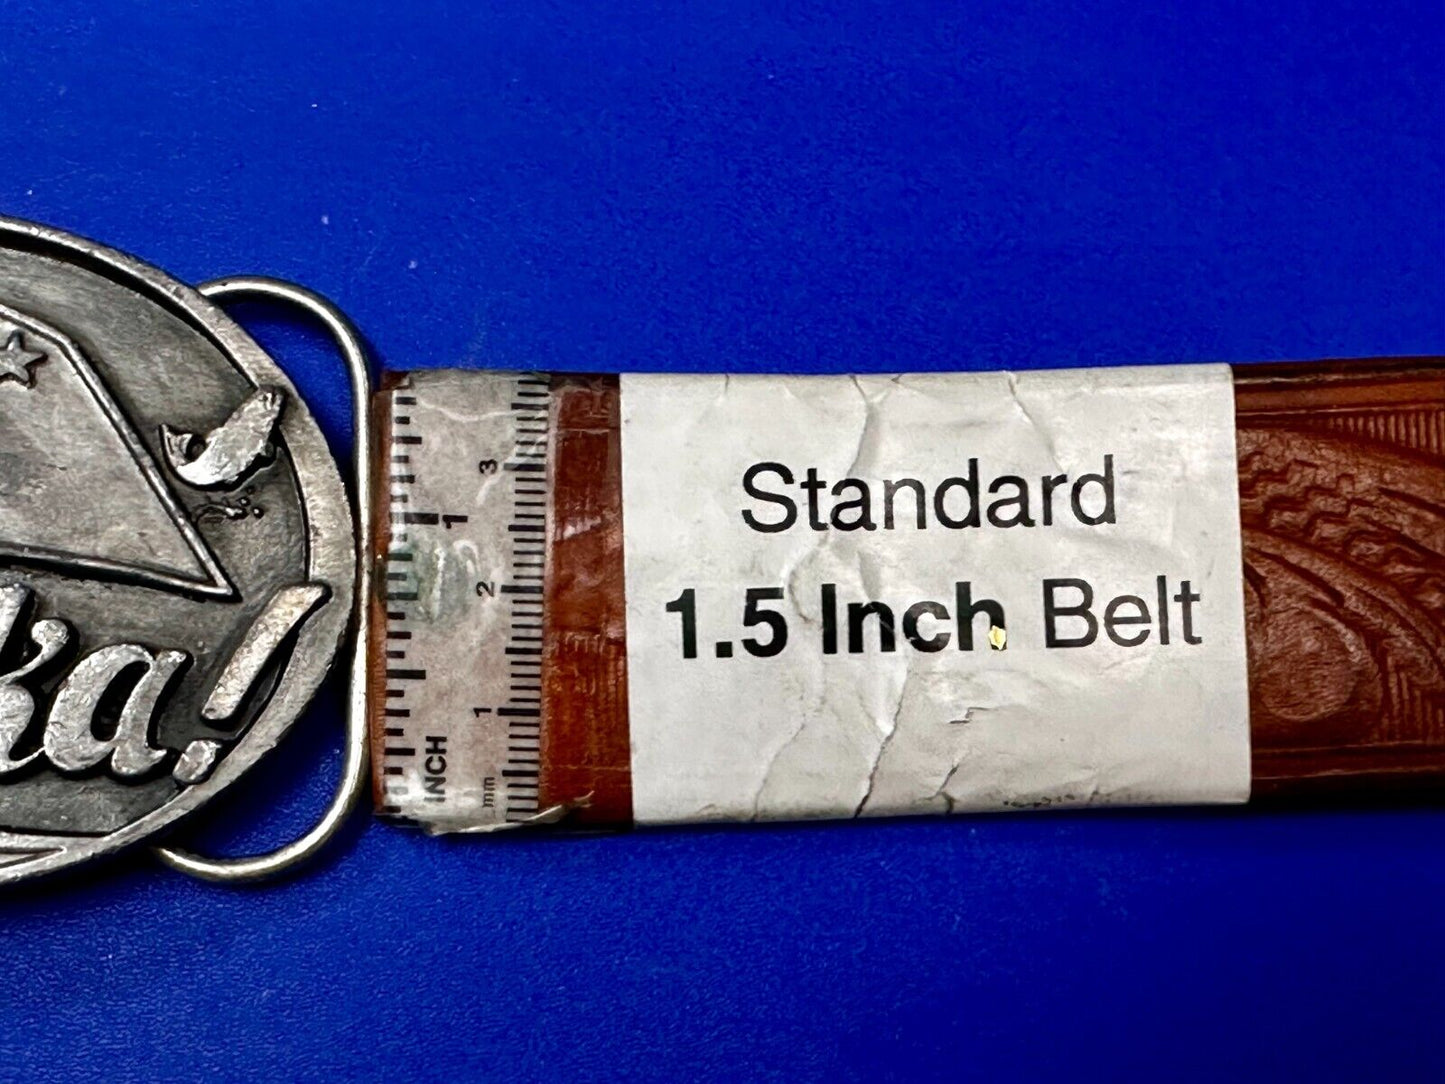 ka!
3
1
2
1
INCH
mm
Standard
1.5 Inch Belt